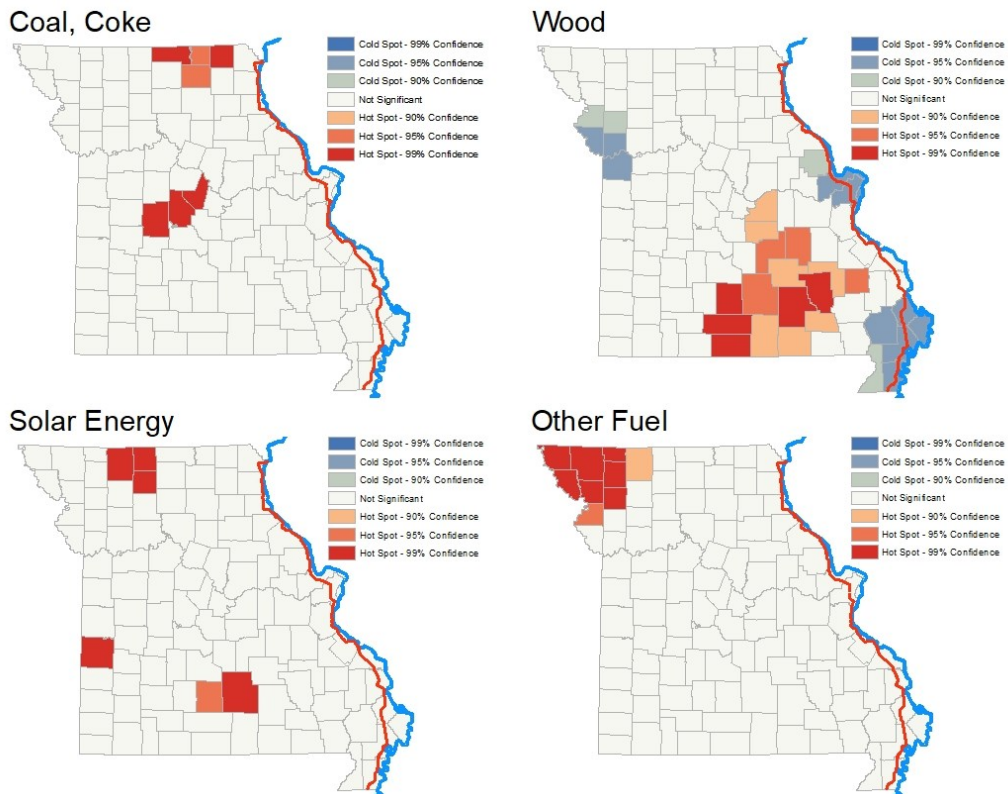 Coal, Coke
Cold Spot - 99% Confidence
Cold Spot - 95% Confidence
Cold Spot - 90% Confidence
Not Significant
Hot Spot - 90% Confidence
Hot Spot - 95% Confidence
Hot Spot - 99% Confidence
Wood
Cold Spot - 99% Confidence
Cold Spot - 95% Confidence
Cold Spot - 90% Confidence
Not Significant
Hot Spot - 90% Confidence
Hot Spot - 95% Confidence
Hot Spot - 99% Confidence
Solar Energy
Cold Spot - 99% Confidence
Cold Spot - 95% Confidence
Cold Spot - 90% Confidence
Not Significant
Hot Spot - 90% Confidence
Hot Spot - 95% Confidence
Hot Spot - 99% Confidence
Other Fuel
Cold Spot - 99% Confidence
Cold Spot - 95% Confidence
Cold Spot - 90% Confidence
Not Significant
Hot Spot - 90% Confidence
Hot Spot - 95% Confidence
Hot Spot - 99% Confidence